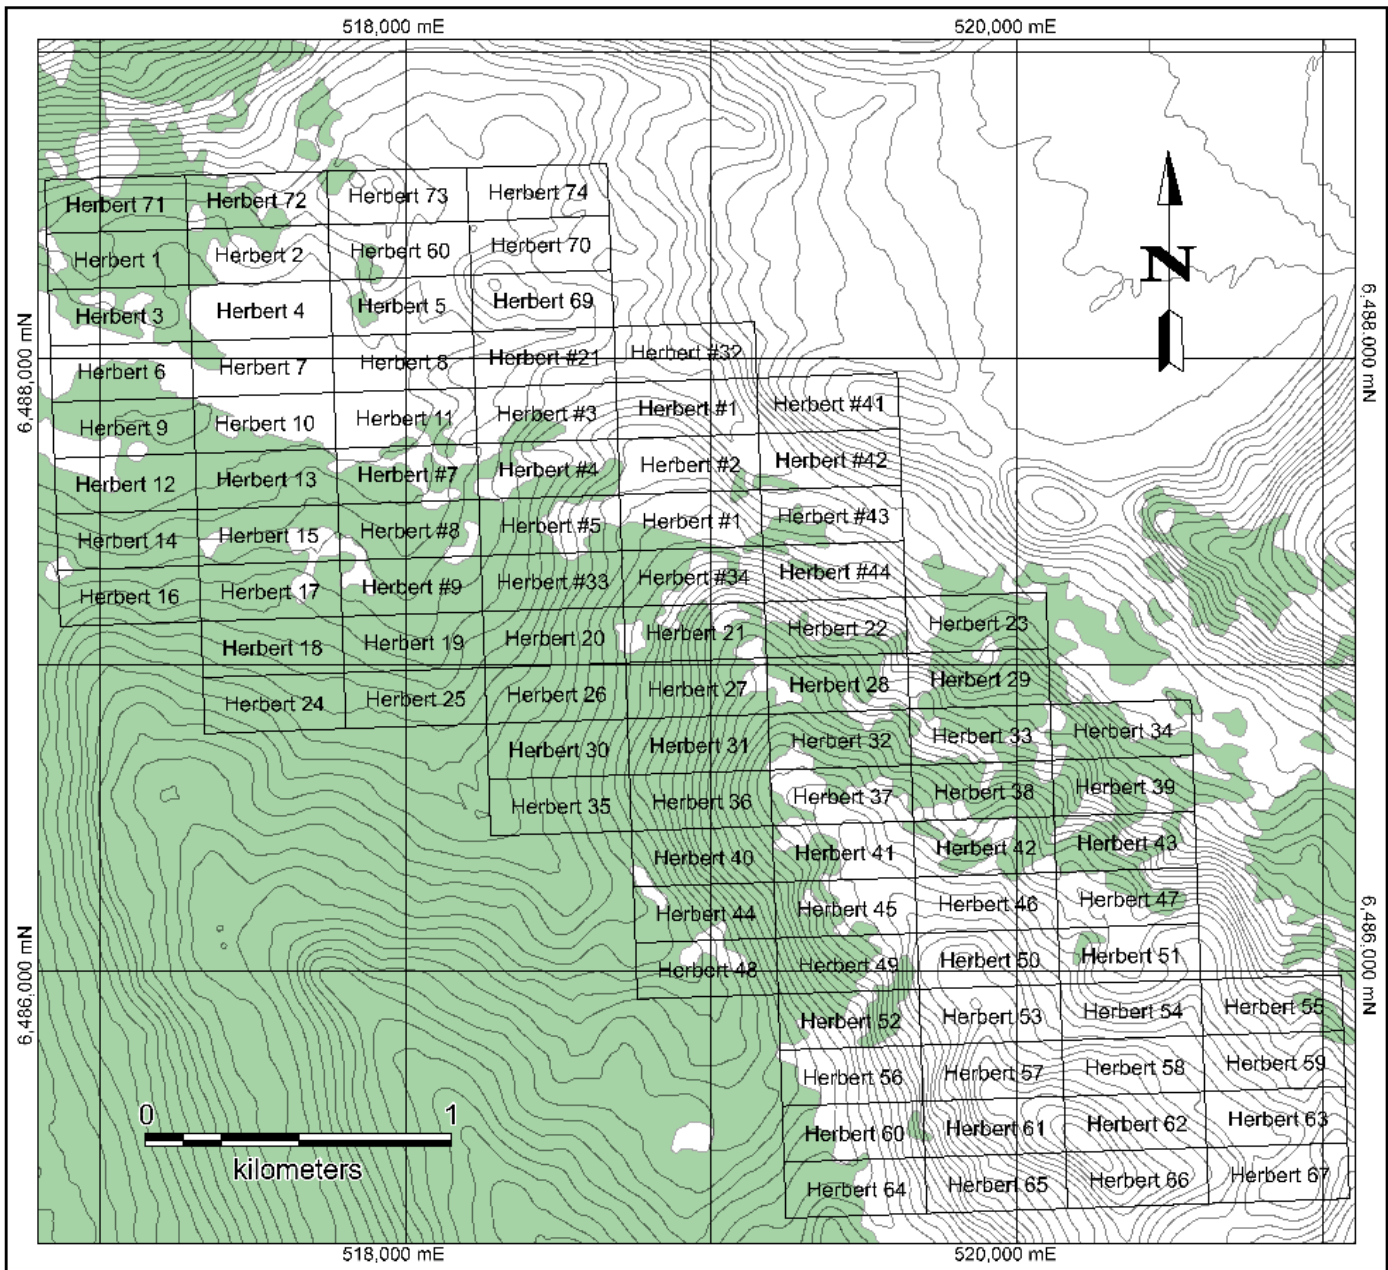 518,000 mE 520,000 mE
Herbert 71 Herbert 72 Herbert 73 Herbert 74
Herbert 1 Herbert 2 Herbert 60 Herbert 70
N
Herbert 3 Herbert 4 Herbert 5 Herbert 69
6,488,000 mN
6,488,000 mN
Herbert 6 Herbert 7 Herbert 8 Herbert #21 Herbert #32
Herbert 9 Herbert 10 Herbert 11 Herbert #3 Herbert #1 Herbert #41
Herbert 12 Herbert 13 Herbert #7 Herbert #4 Herbert #2 Herbert #42
Herbert 14 Herbert 15 Herbert #8 Herbert #5 Herbert #1 Herbert #43
Herbert 16 Herbert 17 Herbert #9 Herbert #33 Herbert #34 Herbert #44
Herbert 18 Herbert 19 Herbert 20 Herbert 21 Herbert 22 Herbert 23
Herbert 24 Herbert 25 Herbert 26 Herbert 27 Herbert 28 Herbert 29
Herbert 30 Herbert 31 Herbert 32 Herbert 33 Herbert 34
Herbert 35 Herbert 36 Herbert 37 Herbert 38 Herbert 39
Herbert 40 Herbert 41 Herbert 42 Herbert 43
Herbert 44 Herbert 45 Herbert 46 Herbert 47
6,486,000 mN
6,486,000 mN
Herbert 48 Herbert 49 Herbert 50 Herbert 51
Herbert 52 Herbert 53 Herbert 54 Herbert 55
Herbert 56 Herbert 57 Herbert 58 Herbert 59
0 1
Herbert 60 Herbert 61 Herbert 62 Herbert 63
kilometers
Herbert 64 Herbert 65 Herbert 66 Herbert 67
518,000 mE 520,000 mE